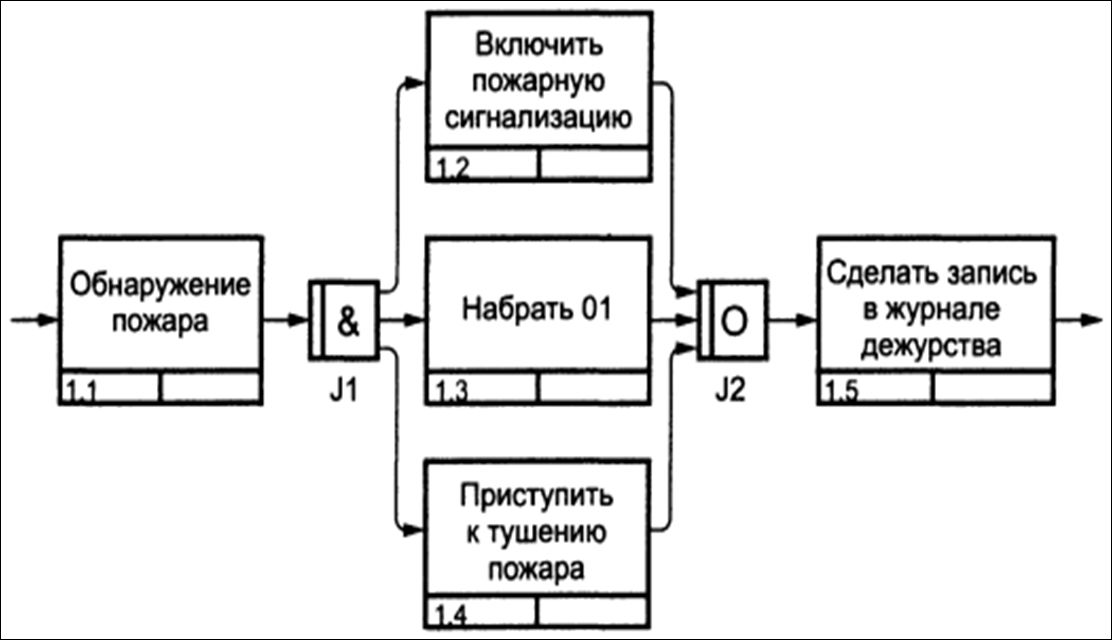 Включить
пожарную
сигнализацию
1.2
Обнаружение
пожара
1.1
&
J1
Набрать 01
1.3
O
J2
Сделать запись
в журнале
дежурства
1.5
Приступить
к тушению
пожара
1.4